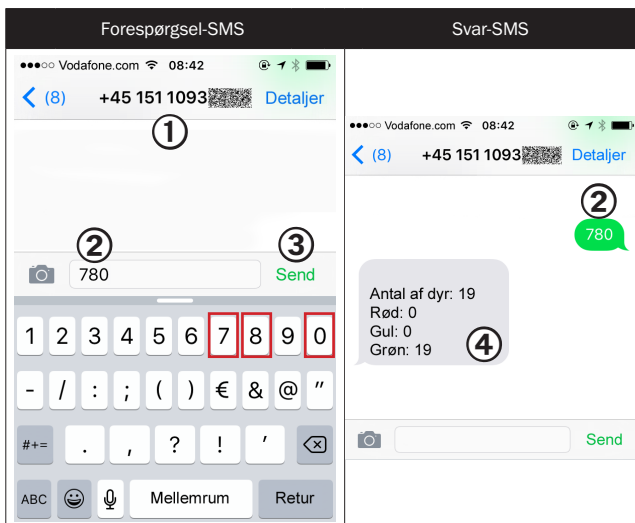 Forespørgsel-SMS
Vodafone.com 08:42
(8) +45 151 1093 Detaljer
1
2
3
780 Send
1 2 3 4 5 6 7 8 9 0
- / : ; ( ) € & @ "
#+= . , ? ! '
ABC Mellemrum Retur
Svar-SMS
Vodafone.com 08:42
(8) +45 151 1093 Detaljer
2
780
Antal af dyr: 19
Rød: 0
Gul: 0
Grøn: 19
4
Send